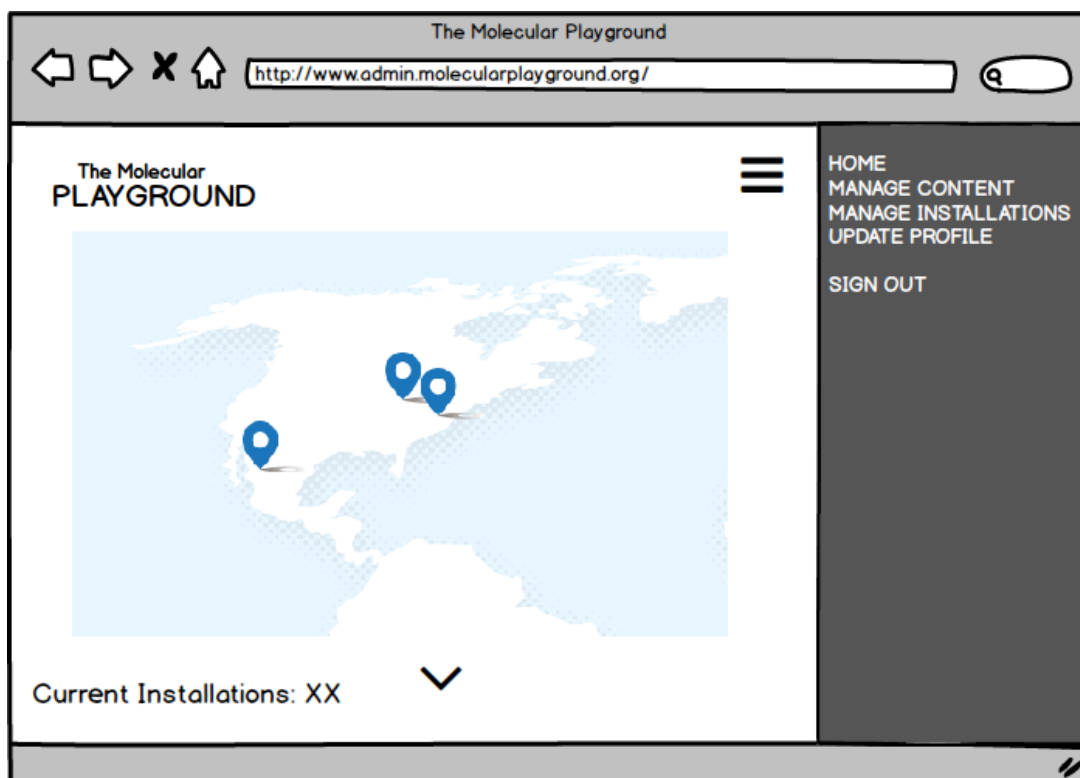 The Molecular Playground
http://www.admin.molecularplayground.org/
The Molecular
PLAYGROUND
HOME
MANAGE CONTENT
MANAGE INSTALLATIONS
UPDATE PROFILE
SIGN OUT
Current Installations: XX